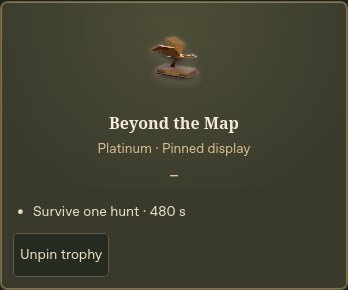 Beyond the Map
Platinum · Pinned display
–
• Survive one hunt · 480 s
Unpin trophy